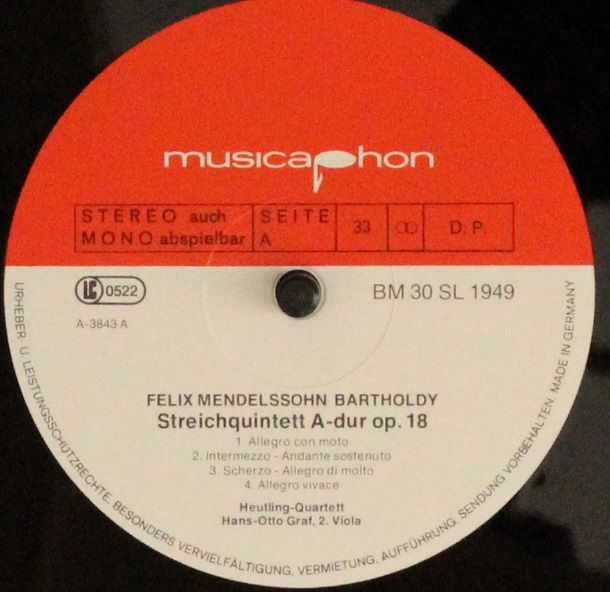 musicaphon
STEREO auch
MONO abspielbar
SEITE
A
33
D. P.
LC 0522
BM 30 SL 1949
A-3843 A
FELIX MENDELSSOHN BARTHOLDY
Streichquintett A-dur op. 18
1. Allegro con moto
2. Intermezzo - Andante sostenuto
3. Scherzo - Allegro di molto
4. Allegro vivace
Heutling-Quartett
Hans-Otto Graf, 2. Viola
URHEBER. U. LEISTUNGSSCHUTZRECHTE. BESONDERS VERVIELFÄLTIGUNG, VERMIETUNG, AUFFÜHRUNG, SENDUNG VORBEHALTEN. MADE IN GERMANY